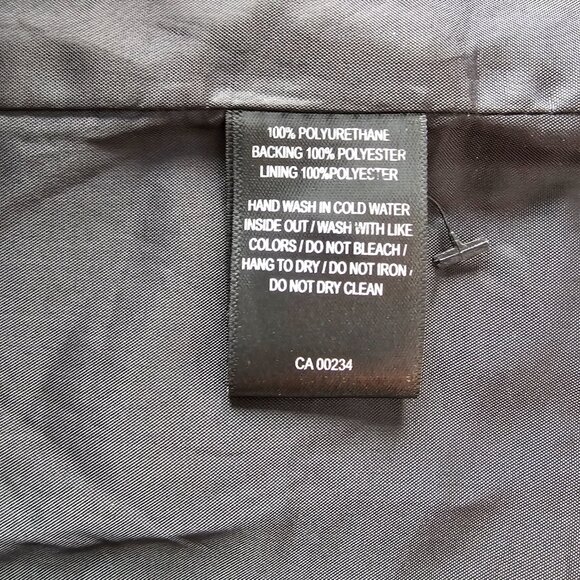 100% POLYURETHANE
BACKING 100% POLYESTER
LINING 100%POLYESTER
HAND WASH IN COLD WATER
INSIDE OUT / WASH WITH LIKE
COLORS / DO NOT BLEACH /
HANG TO DRY / DO NOT IRON /
DO NOT DRY CLEAN
CA 00234